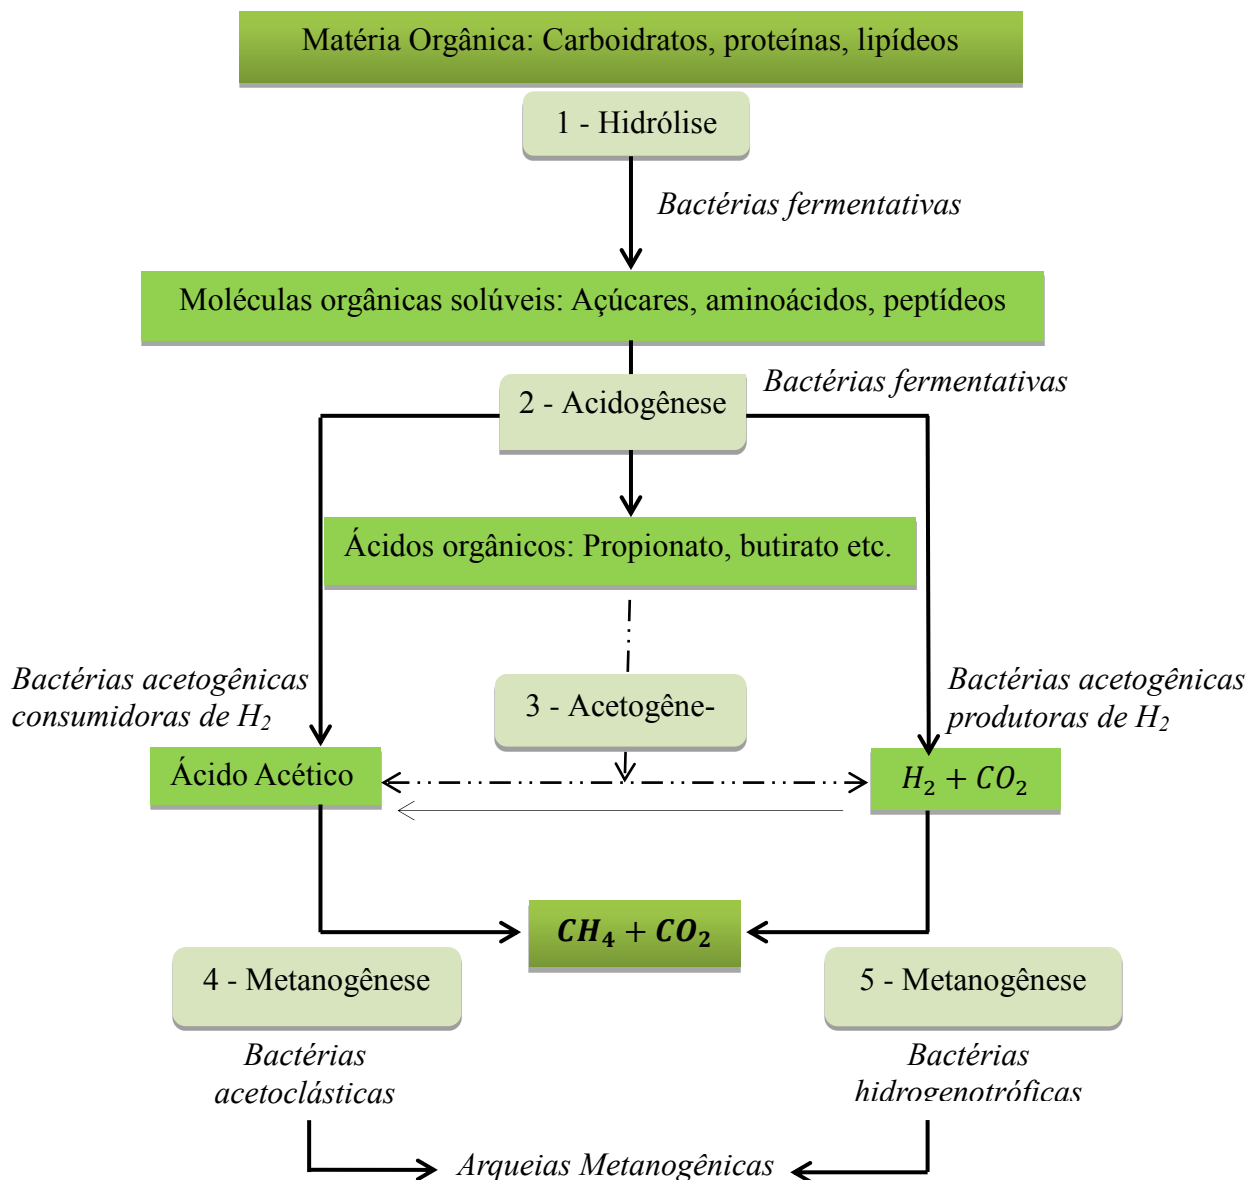 Matéria Orgânica: Carboidratos, proteínas, lipídeos
1 - Hidrólise
Bactérias fermentativas
Moléculas orgânicas solúveis: Açúcares, aminoácidos, peptídeos
Bactérias fermentativas
2 - Acidogênese
Ácidos orgânicos: Propionato, butirato etc.
Bactérias acetogênicas
consumidoras de H₂
3 - Acetogêne-
Bactérias acetogênicas
produtoras de H₂
Ácido Acético
H₂ + CO₂
CH₄ + CO₂
4 - Metanogênese
5 - Metanogênese
Bactérias
acetoclásticas
Bactérias
hidrogenotróficas
Arqueias Metanogênicas